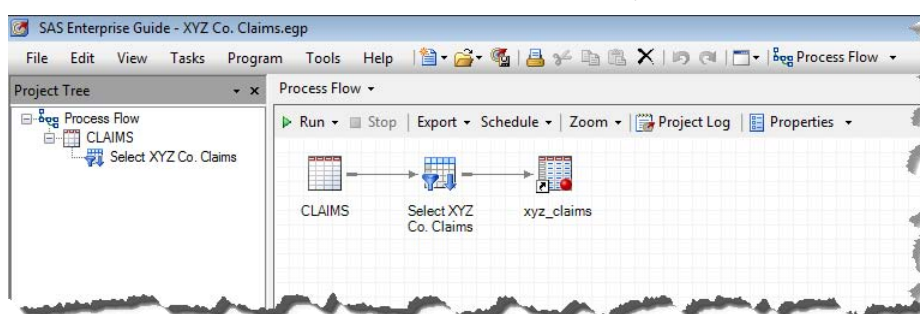 SAS Enterprise Guide - XYZ Co. Claims.egp
File Edit View Tasks Program Tools Help Process Flow
Project Tree
Process Flow
Process Flow
CLAIMS
Select XYZ Co. Claims
Run Stop Export Schedule Zoom Project Log Properties
CLAIMS
Select XYZ
Co. Claims
xyz_claims